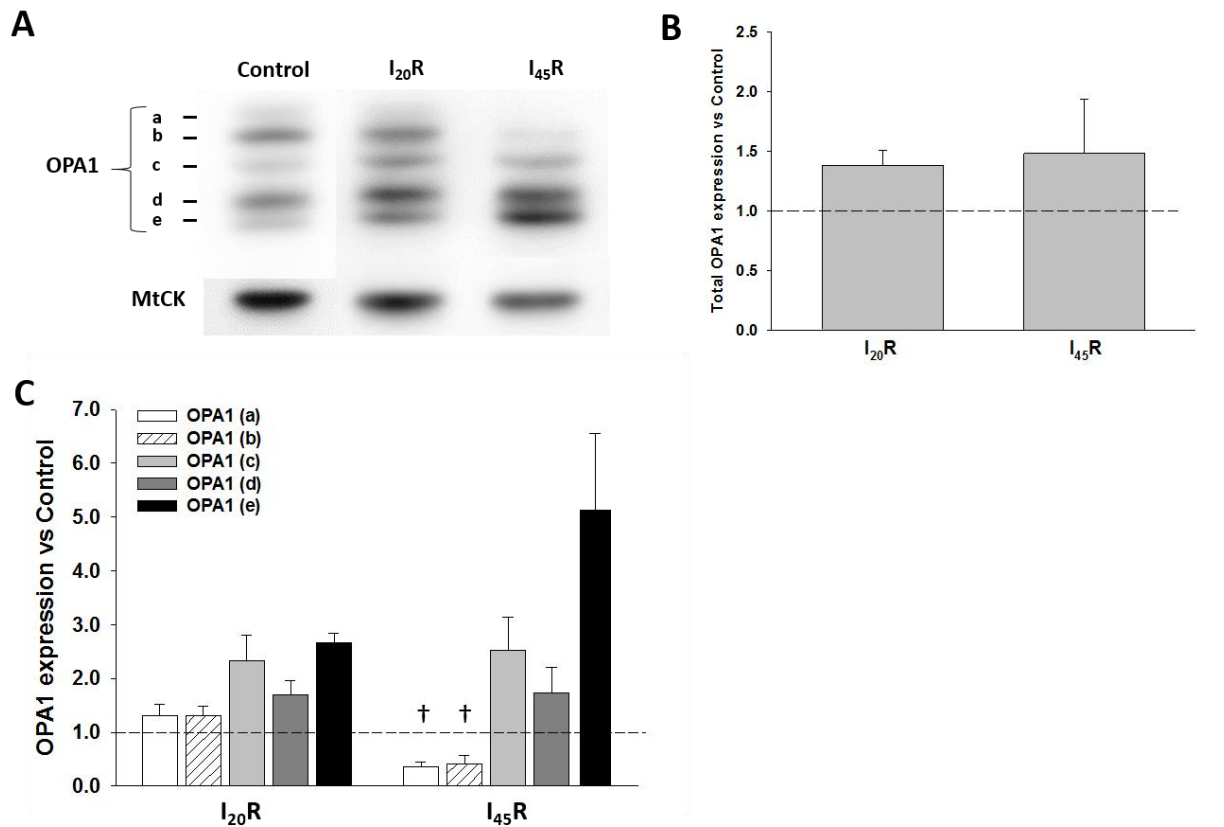 A
Control I₂₀R I₄₅R
OPA1
a
b
c
d
e
MtCK
B
Total OPA1 expression vs Control
2.5
2.0
1.5
1.0
0.5
0.0
I₂₀R I₄₅R
C
OPA1 expression vs Control
7.0
6.0
5.0
4.0
3.0
2.0
1.0
0.0
OPA1 (a)
OPA1 (b)
OPA1 (c)
OPA1 (d)
OPA1 (e)
† †
I₂₀R I₄₅R